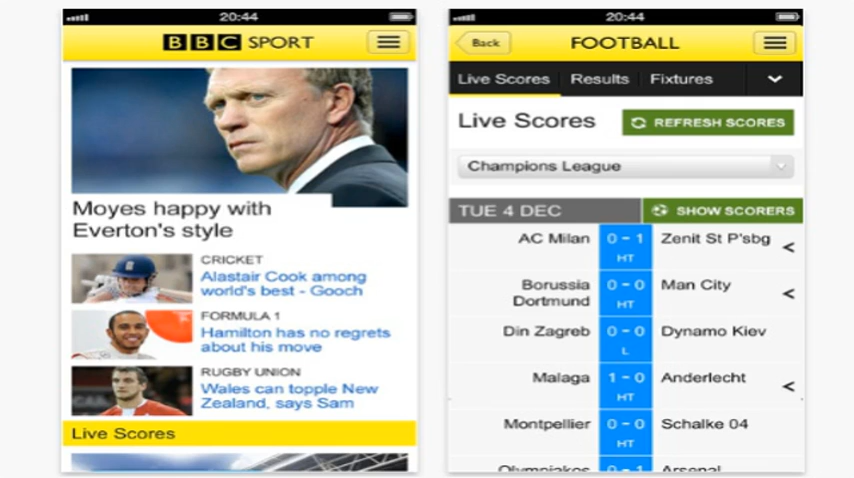 20:44
BBC SPORT
Moyes happy with
Everton's style
CRICKET
Alastair Cook among
world's best - Gooch
FORMULA 1
Hamilton has no regrets
about his move
RUGBY UNION
Wales can topple New
Zealand, says Sam
Live Scores
20:44
Back FOOTBALL
Live Scores Results Fixtures
Live Scores REFRESH SCORES
Champions League
TUE 4 DEC SHOW SCORERS
AC Milan 0 - 1 Zenit St P'sbg
HT
Borussia 0 - 0 Man City
Dortmund HT
Din Zagreb 0 - 0 Dynamo Kiev
L
Malaga 1 - 0 Anderlecht
HT
Montpellier 0 - 0 Schalke 04
HT
Olympiakos 0 - 1 Arsenal